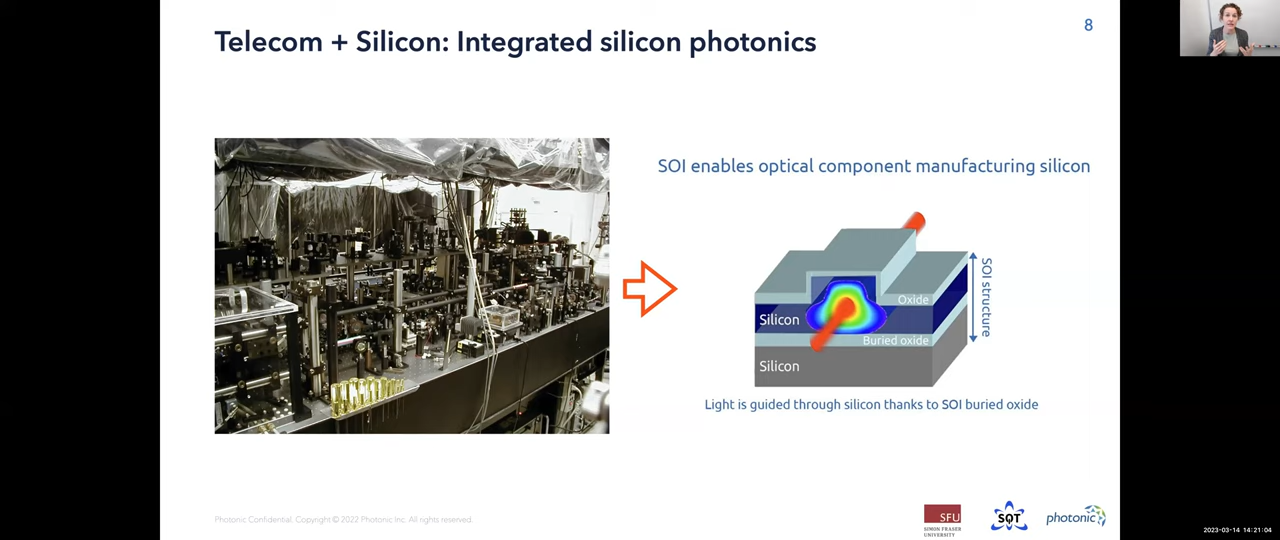 8
Telecom + Silicon: Integrated silicon photonics
SOI enables optical component manufacturing silicon
Oxide
Silicon
Buried oxide
Silicon
SOI structure
Light is guided through silicon thanks to SOI buried oxide
Photonic Confidential. Copyright © 2022 Photonic Inc. All rights reserved.
SFU
SIMON FRASER
UNIVERSITY
SQT
photonic
2023-03-14 14:21:04